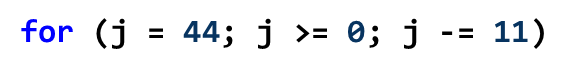 for (j = 44; j >= 0; j -= 11)